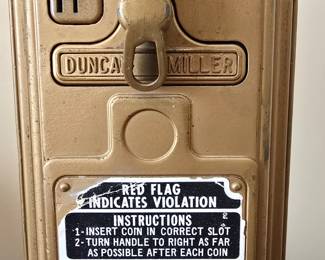 DUNCAN MILLER
RED FLAG
INDICATES VIOLATION
INSTRUCTIONS
1-INSERT COIN IN CORRECT SLOT
2-TURN HANDLE TO RIGHT AS FAR
AS POSSIBLE AFTER EACH COIN